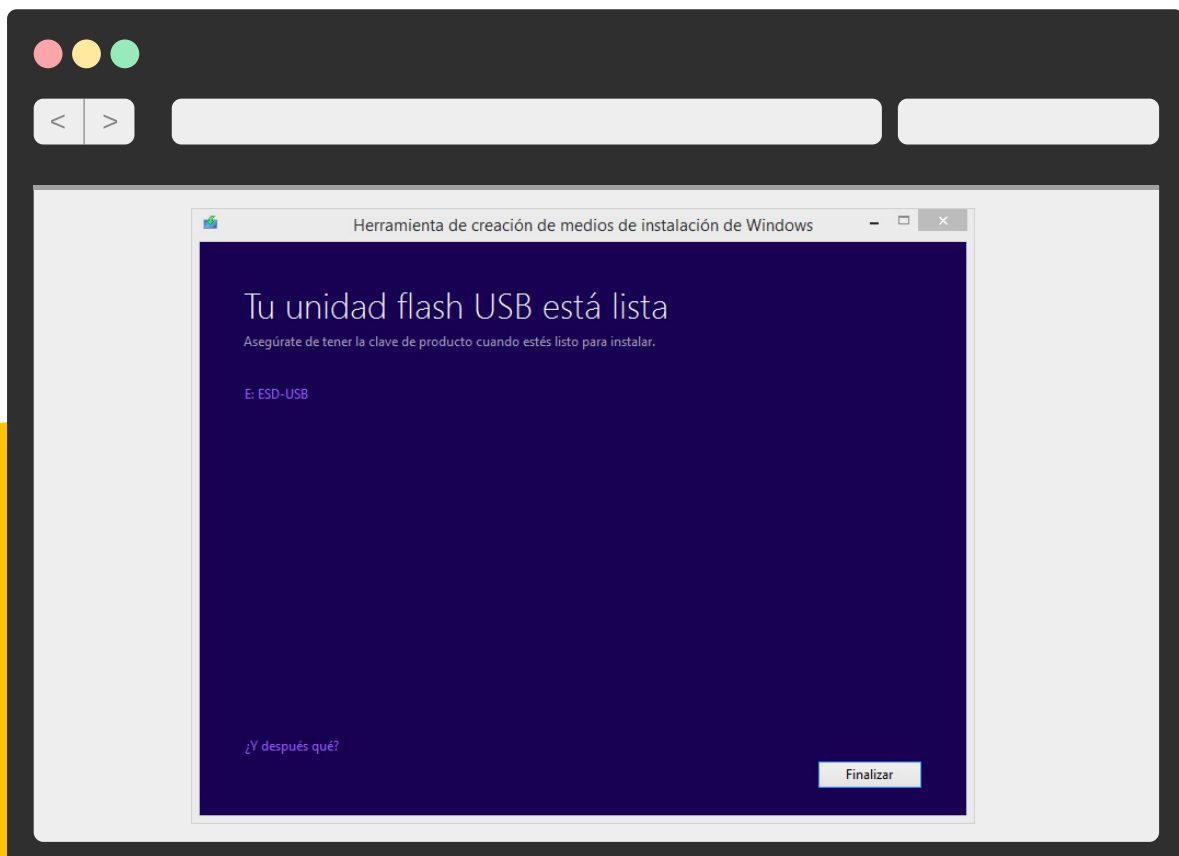 < >
Herramienta de creación de medios de instalación de Windows
Tu unidad flash USB está lista
Asegúrate de tener la clave de producto cuando estés listo para instalar.
E: ESD-USB
¿Y después qué?
Finalizar